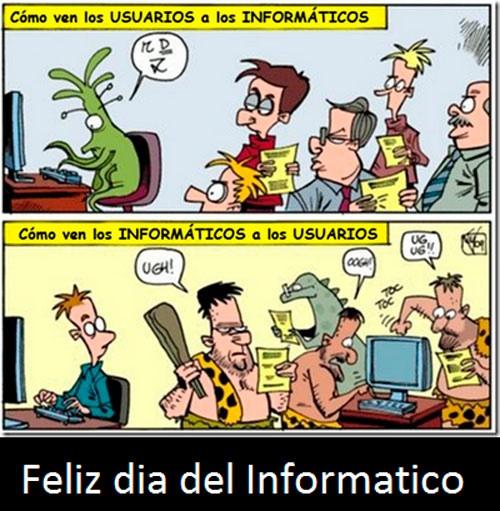 Cómo ven los USUARIOS a los INFORMÁTICOS
Cómo ven los INFORMÁTICOS a los USUARIOS
UGH!
OOGH!
UG
UG!!
TOC
TOC
Feliz dia del Informatico